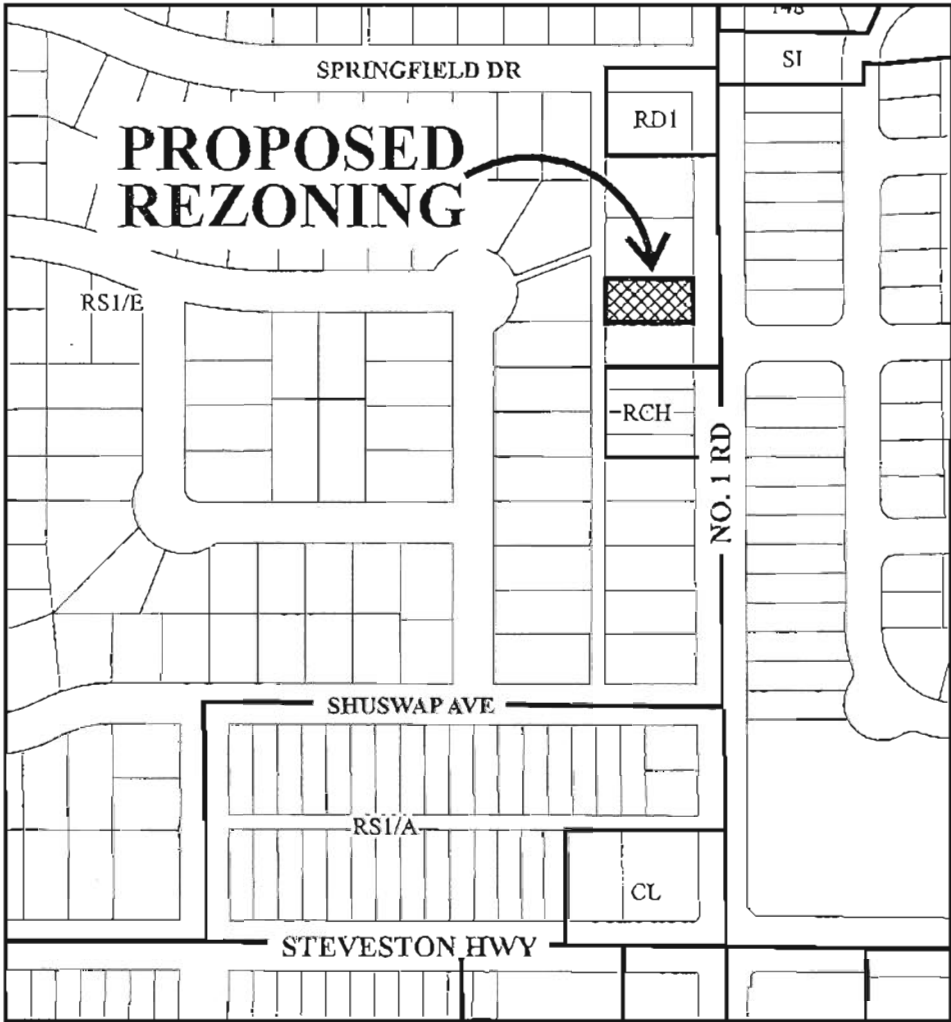 SI
SPRINGFIELD DR
RD1
PROPOSED
REZONING
RS1/E
RCH
NO. 1 RD
SHUSWAP AVE
RS1/A
CL
STEVESTON HWY